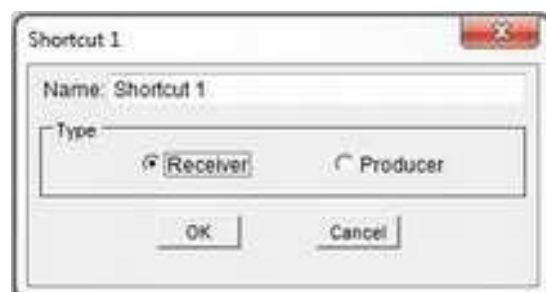 Shortcut 1
Name: Shortcut 1
Type
Receiver Producer
OK Cancel